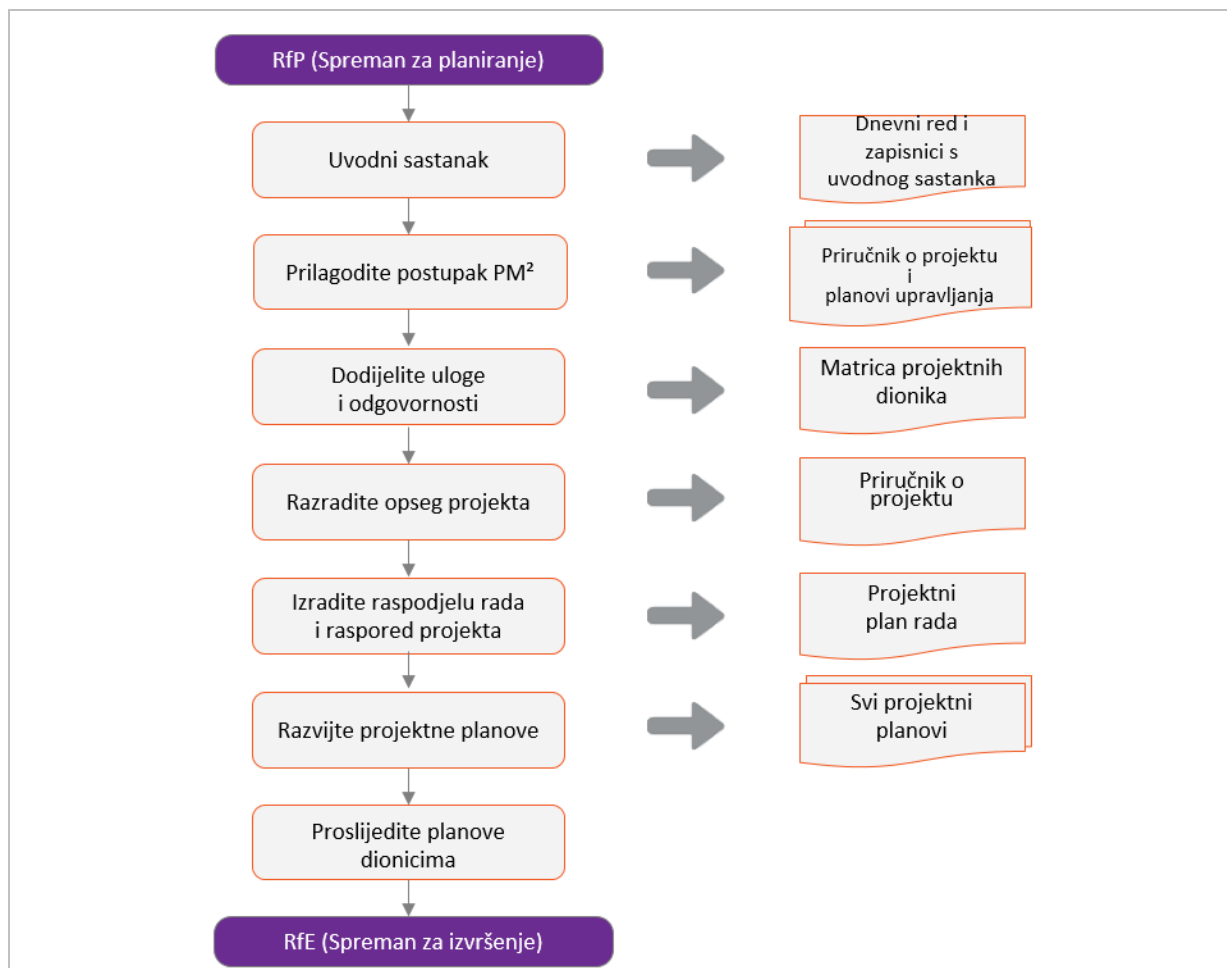 RfP (Spreman za planiranje)
Uvodni sastanak
Dnevni red i
zapisnici s
uvodnog sastanka
Prilagodite postupak PM²
Priručnik o projektu
i
planovi upravljanja
Dodijelite uloge
i odgovornosti
Matrica projektnih
dionika
Razradite opseg projekta
Priručnik o
projektu
Izradite raspodjelu rada
i raspored projekta
Projektni
plan rada
Razvijte projektne planove
Svi projektni
planovi
Proslijedite planove
dionicima
RfE (Spreman za izvršenje)